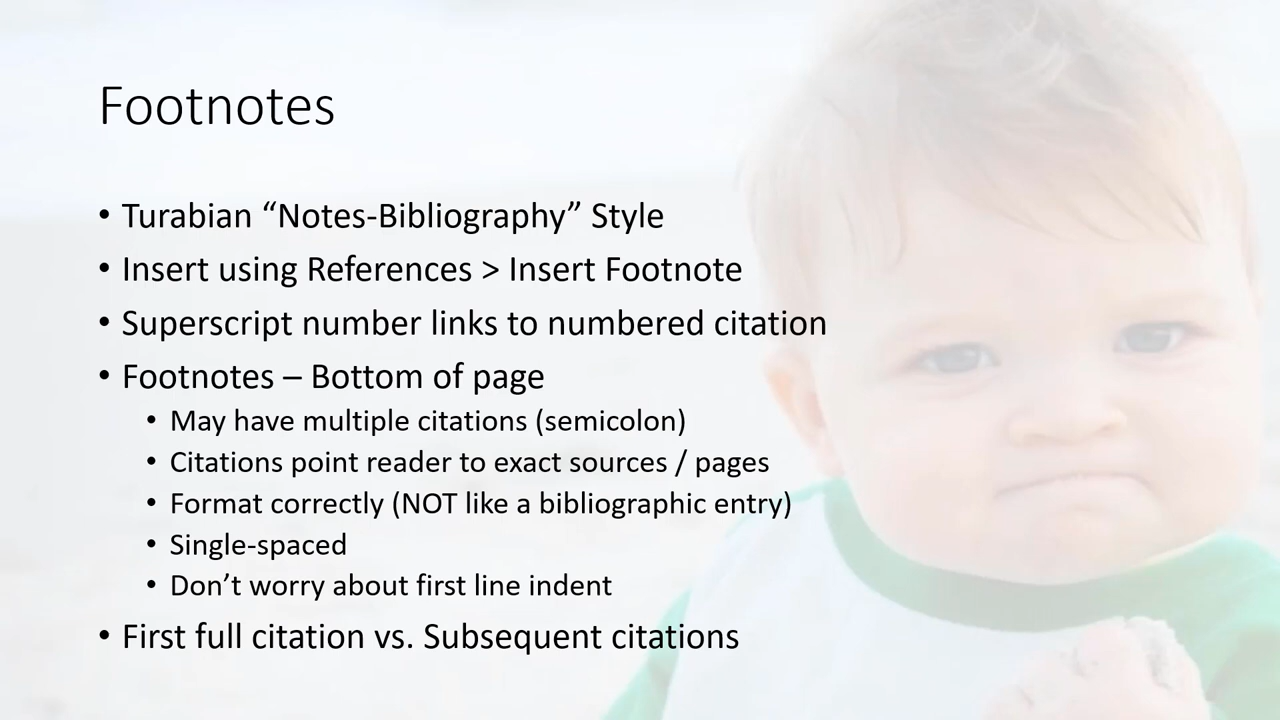 Footnotes
• Turabian “Notes-Bibliography” Style
• Insert using References > Insert Footnote
• Superscript number links to numbered citation
• Footnotes – Bottom of page
• May have multiple citations (semicolon)
• Citations point reader to exact sources / pages
• Format correctly (NOT like a bibliographic entry)
• Single-spaced
• Don’t worry about first line indent
• First full citation vs. Subsequent citations